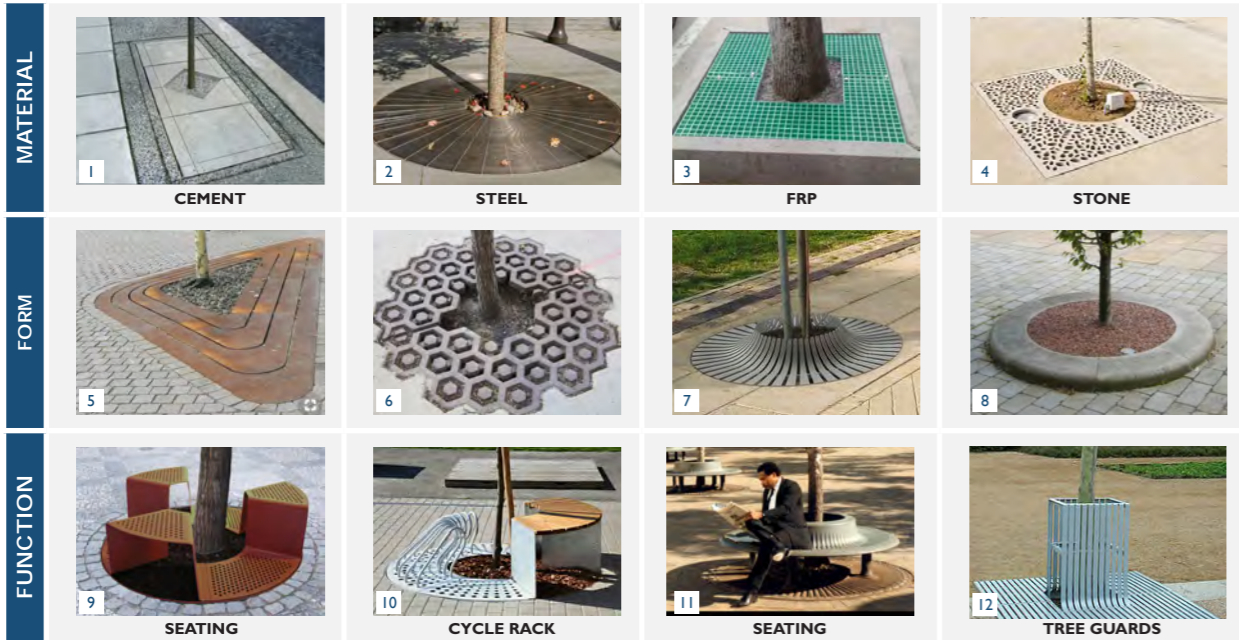 MATERIAL
1
CEMENT
2
STEEL
3
FRP
4
STONE
FORM
5
6
7
8
FUNCTION
9
SEATING
10
CYCLE RACK
11
SEATING
12
TREE GUARDS